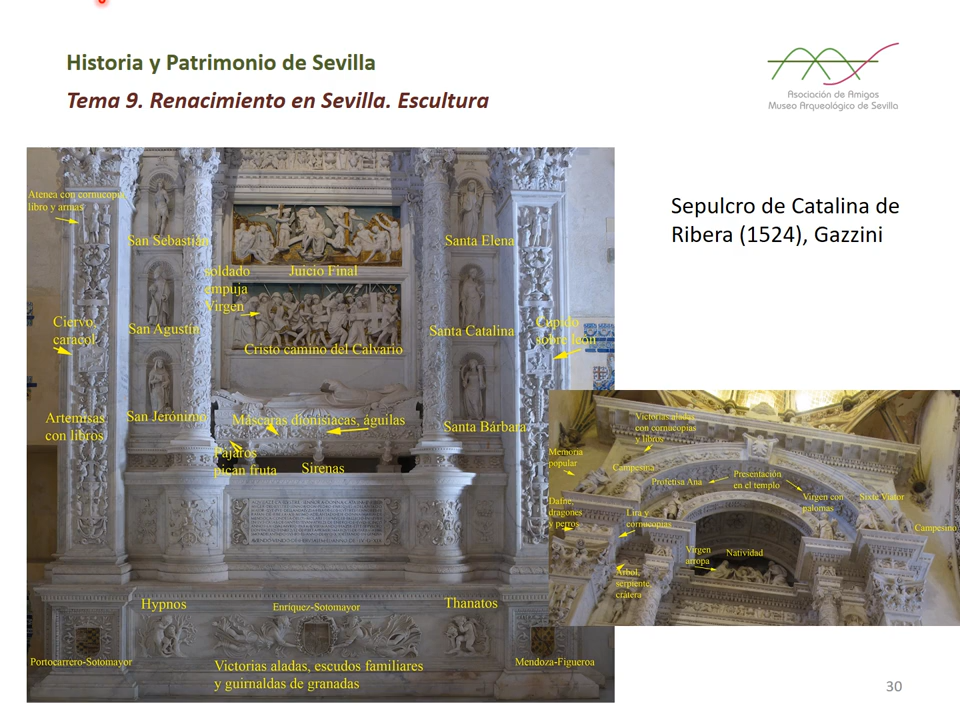 Historia y Patrimonio de Sevilla
Tema 9. Renacimiento en Sevilla. Escultura
Asociación de Amigos
Museo Arqueológico de Sevilla
Sepulcro de Catalina de
Ribera (1524), Gazzini
Atenea con cornucopia
libro y armas
San Sebastián
Santa Elena
soldado
empuja
Virgen
Juicio Final
Ciervo,
caracol
San Agustín
Santa Catalina
Cupido
sobre león
Cristo camino del Calvario
Artemisas
con libros
San Jerónimo
Máscaras dionisiacas, águilas
Santa Bárbara
Pájaros
pican fruta
Sirenas
Hypnos
Enríquez-Sotomayor
Thanatos
Portocarrero-Sotomayor
Victorias aladas, escudos familiares
y guirnaldas de granadas
Mendoza-Figueroa
Victorias aladas
con cornucopias
y libros
Memoria
popular
Campesina
Profetisa Ana
Presentación
en el templo
Virgen con
palomas
Sixte Viator
Campesino
Dafne,
dragones
y perros
Lira y
cornucopias
Virgen
arropa
Natividad
Arbol,
serpiente,
crátera
30